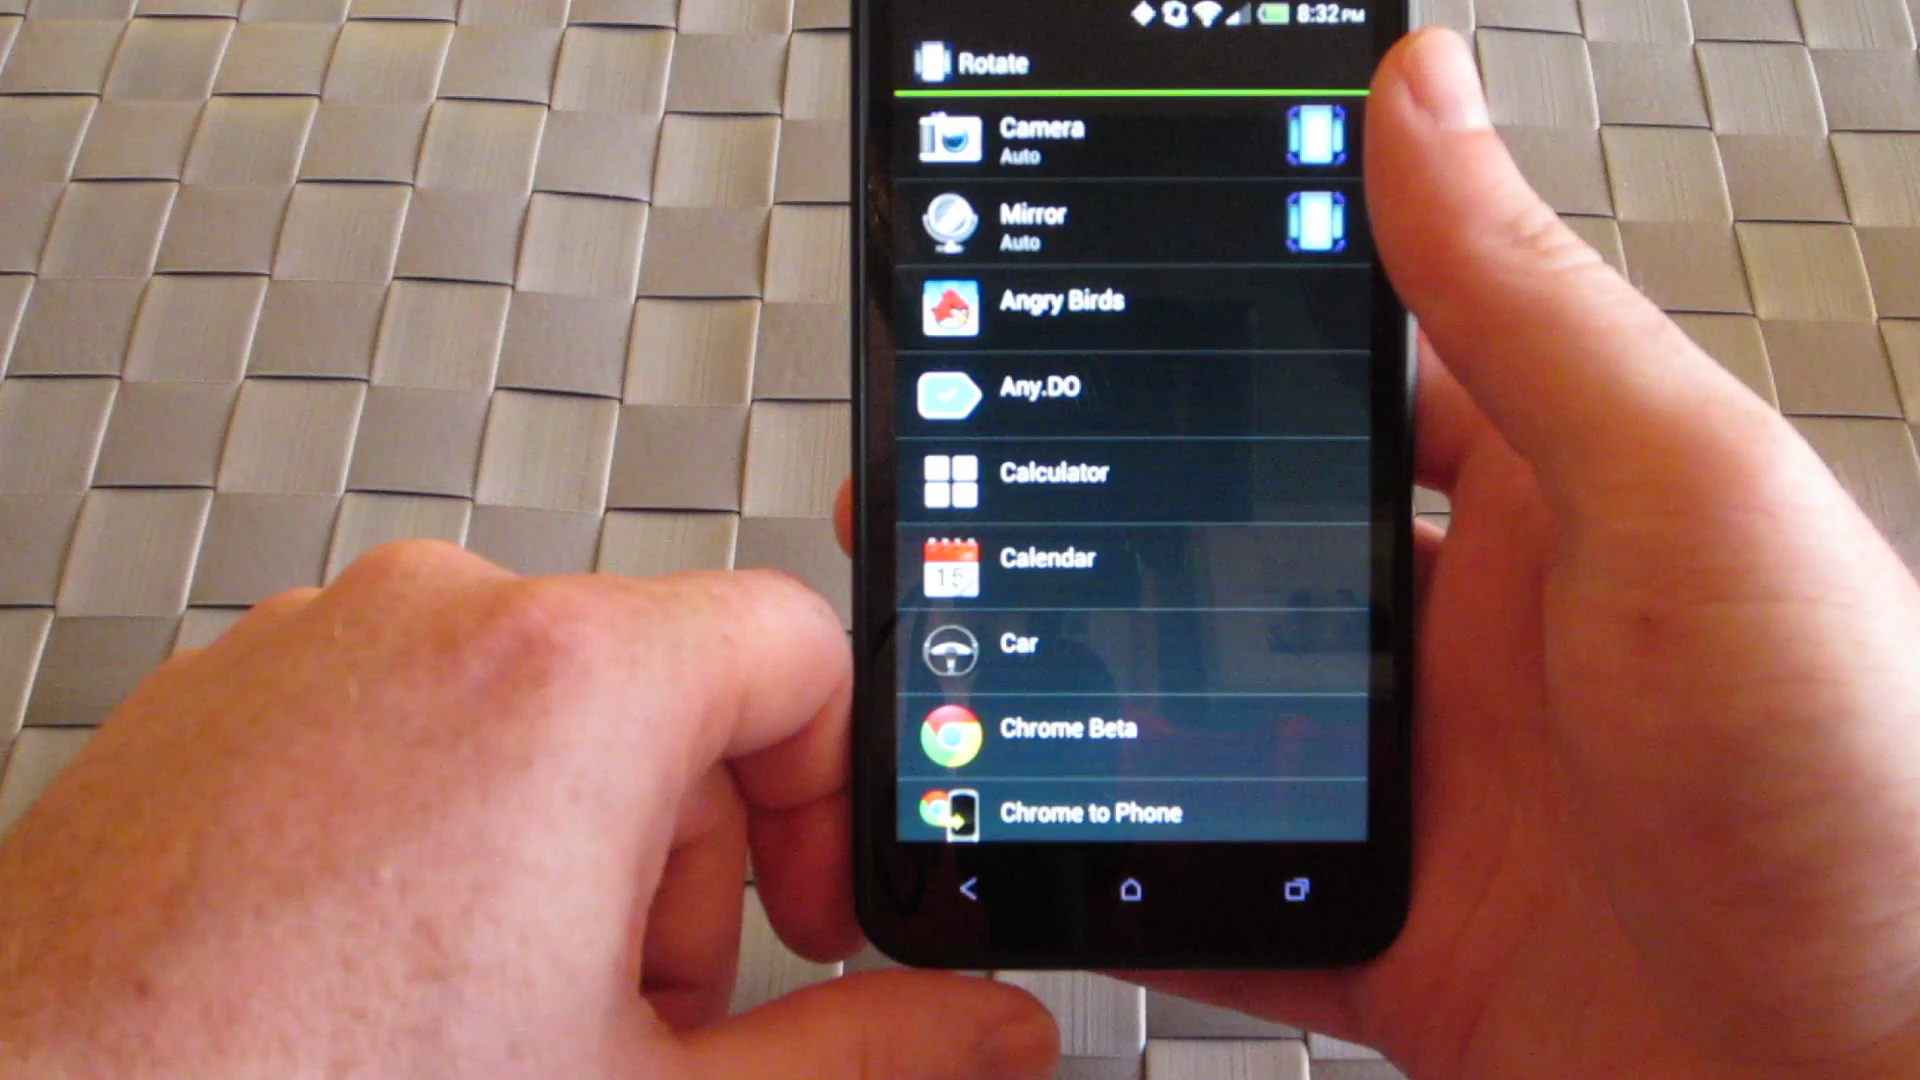 8:32 PM
Rotate
Camera
Auto
Mirror
Auto
Angry Birds
Any.DO
Calculator
Calendar
15
Car
Chrome Beta
Chrome to Phone